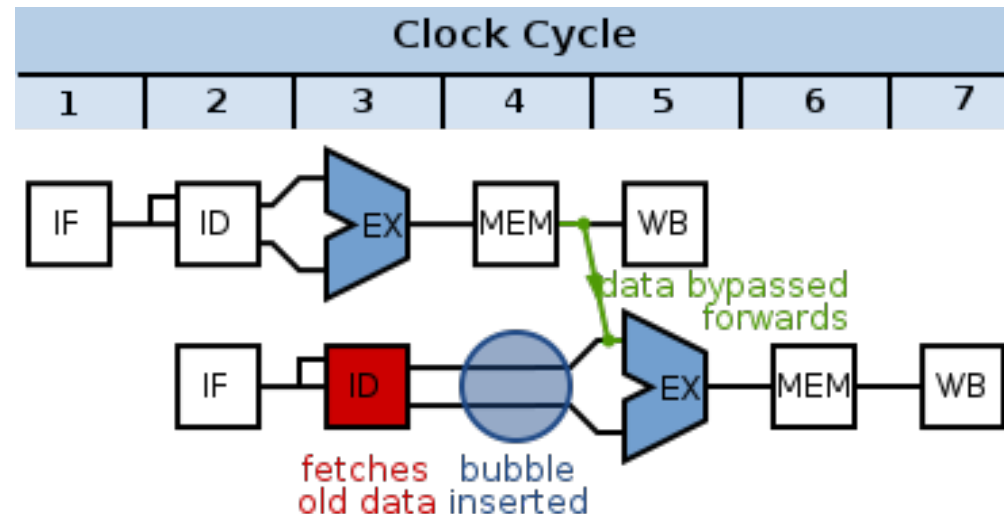 Clock Cycle
1 2 3 4 5 6 7
IF ID EX MEM WB
data bypassed
forwards
IF ID EX MEM WB
fetches bubble
old data inserted